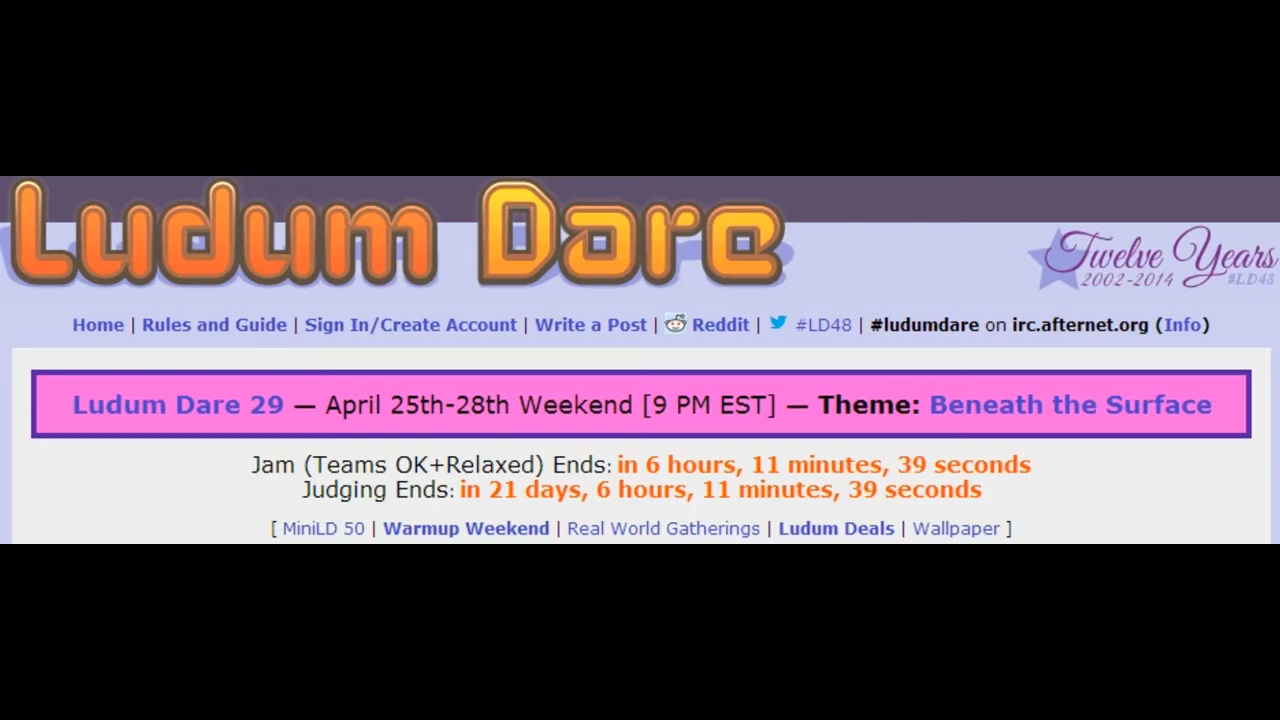 Ludum Dare
Twelve Years
2002-2014 #LD48
Home | Rules and Guide | Sign In/Create Account | Write a Post | Reddit | #LD48 | #ludumdare on irc.afternet.org (Info)
Ludum Dare 29 — April 25th-28th Weekend [9 PM EST] — Theme: Beneath the Surface
Jam (Teams OK+Relaxed) Ends: in 6 hours, 11 minutes, 39 seconds
Judging Ends: in 21 days, 6 hours, 11 minutes, 39 seconds
[ MiniLD 50 | Warmup Weekend | Real World Gatherings | Ludum Deals | Wallpaper ]